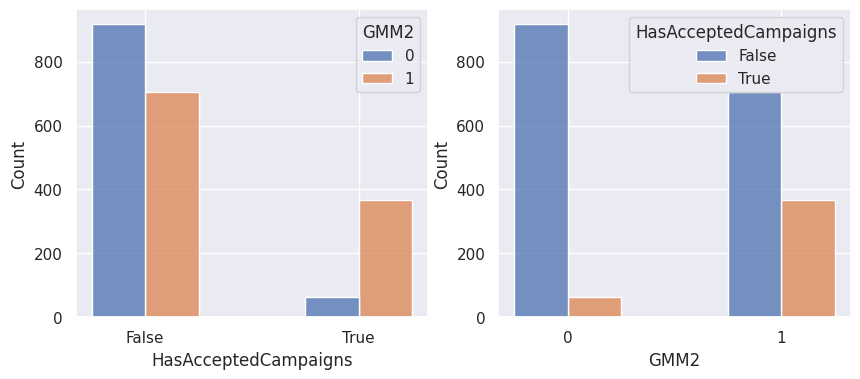 GMM2
0
1
800
600
400
200
0
Count
False
True
HasAcceptedCampaigns
HasAcceptedCampaigns
False
True
800
600
400
200
0
Count
0
1
GMM2